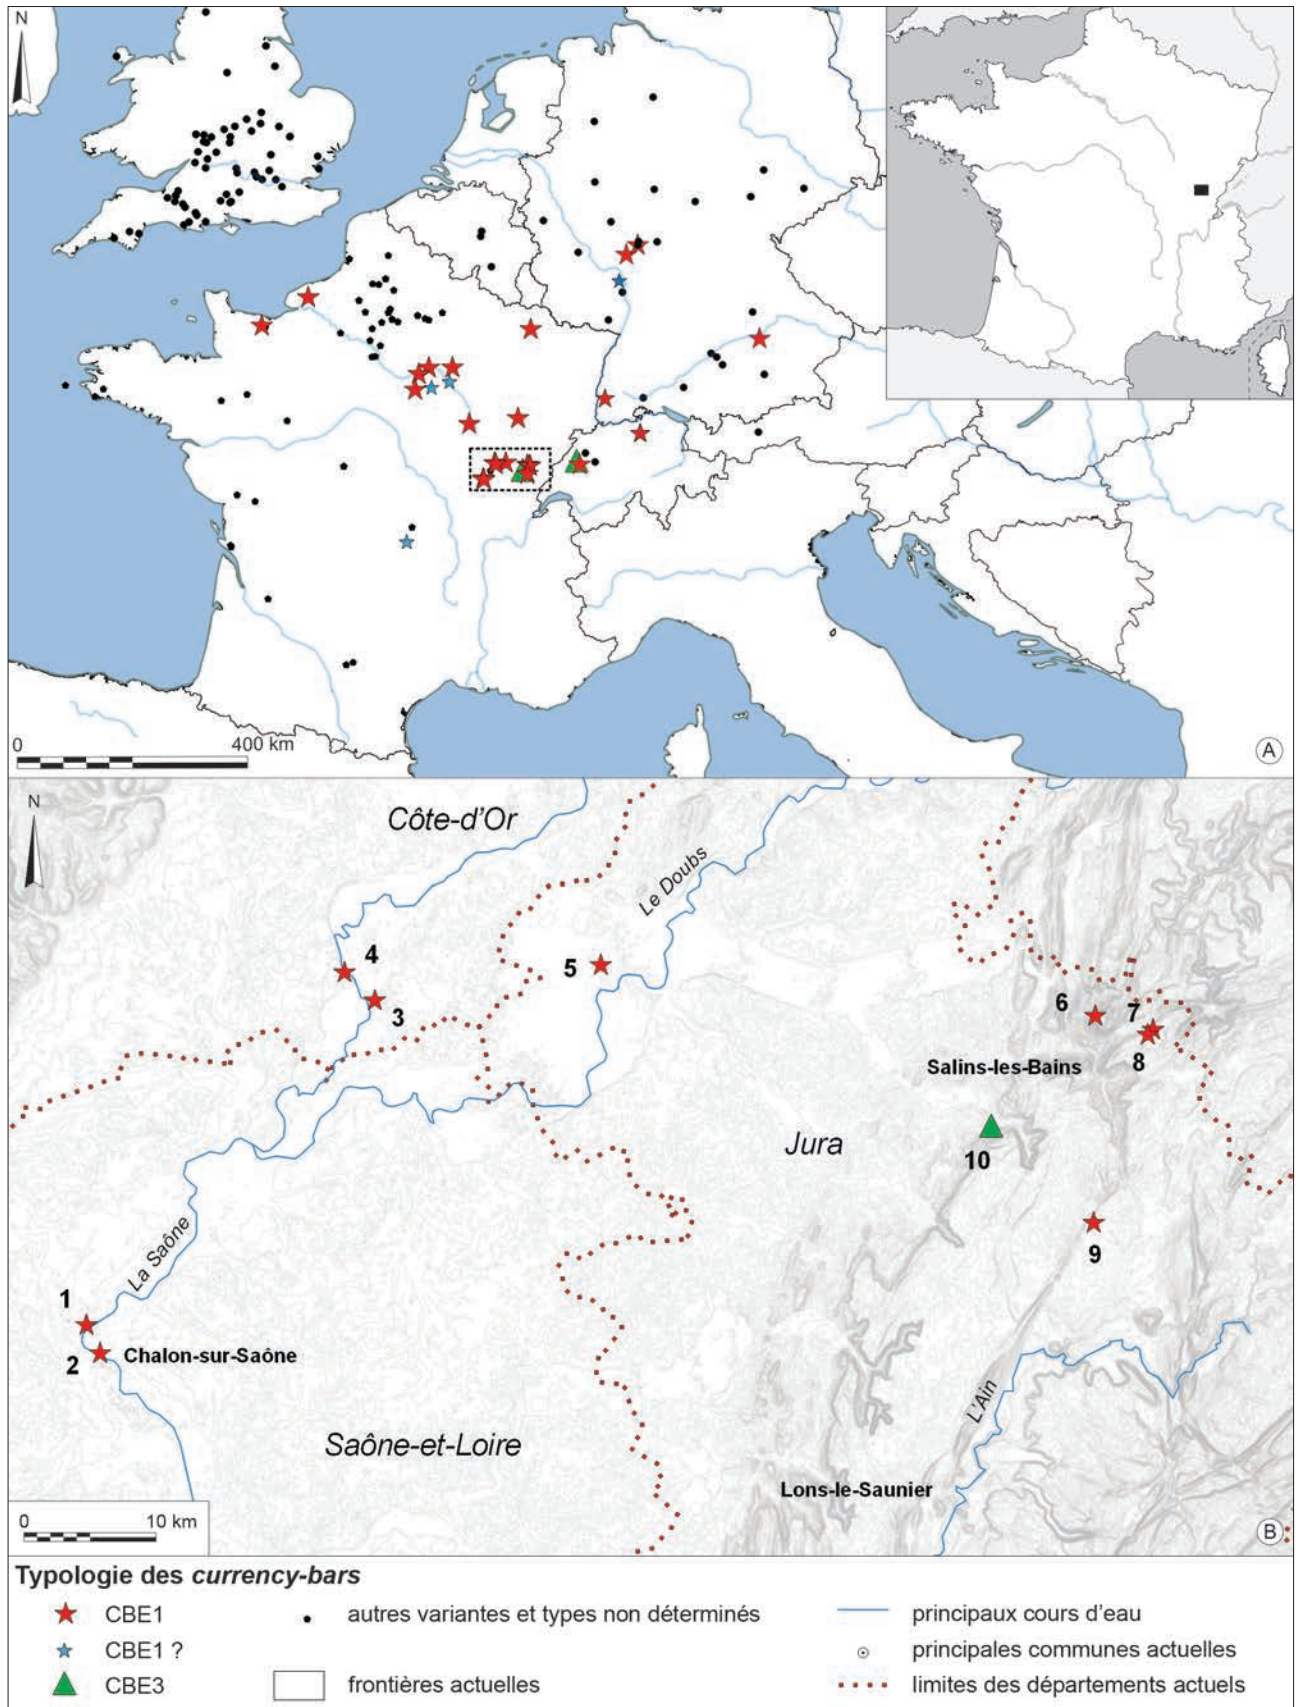 N
0 400 km
A
N
Côte-d'Or
Le Doubs
4
5
3
6
7
8
Salins-les-Bains
Jura
10
La Saône
9
1
2
Chalon-sur-Saône
L'Ain
Saône-et-Loire
Lons-le-Saunier
0 10 km
B
Typologie des currency-bars
CBE1
CBE1 ?
CBE3
autres variantes et types non déterminés
frontières actuelles
principaux cours d'eau
principales communes actuelles
limites des départements actuels